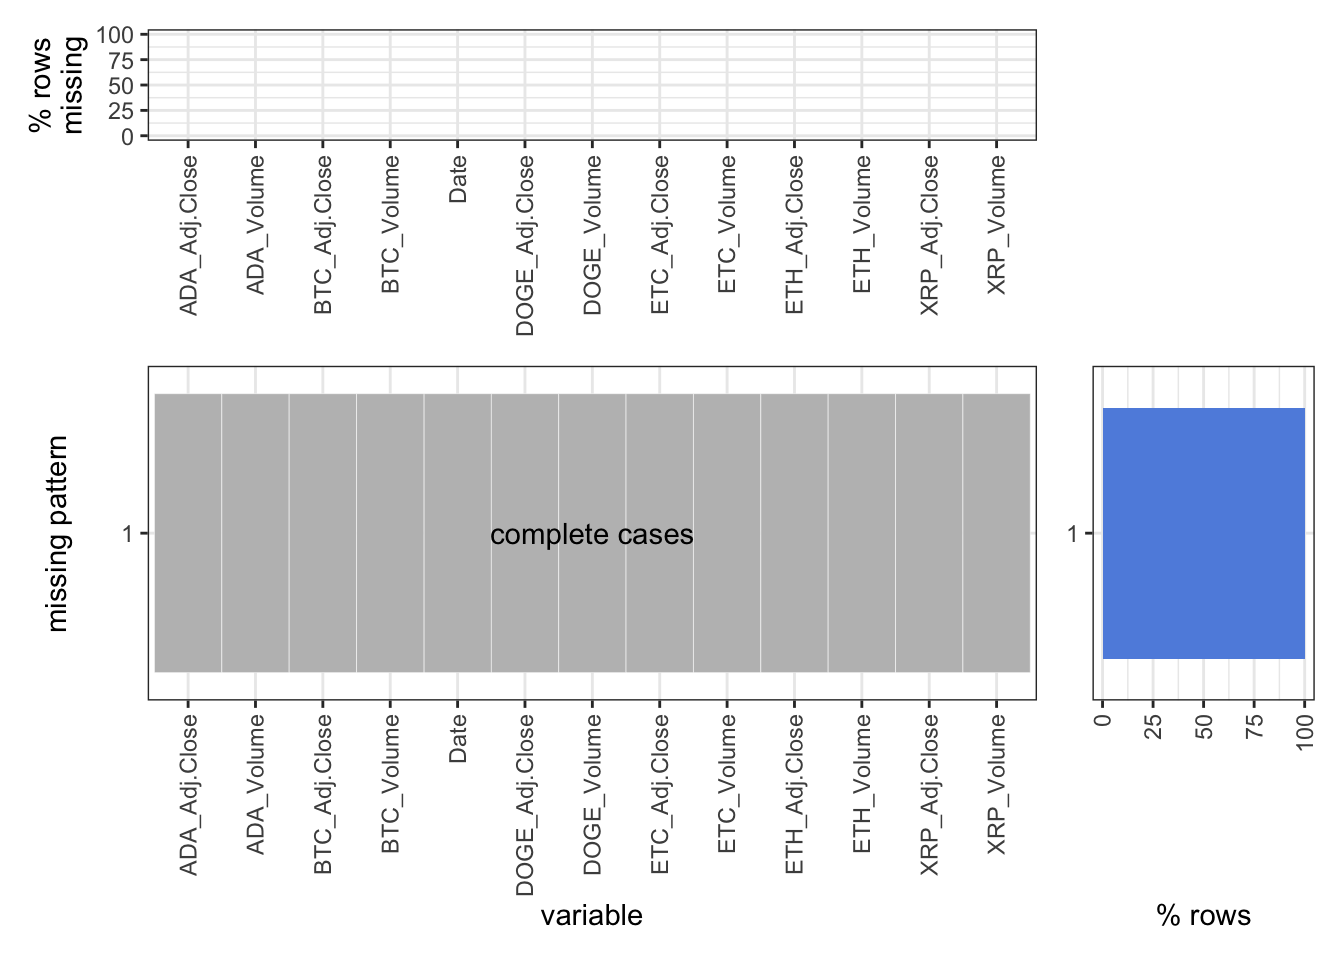 % rows
missing
100
75
50
25
0
ADA_Adj.Close
ADA_Volume
BTC_Adj.Close
BTC_Volume
Date
DOGE_Adj.Close
DOGE_Volume
ETC_Adj.Close
ETC_Volume
ETH_Adj.Close
ETH_Volume
XRP_Adj.Close
XRP_Volume
missing pattern
1
complete cases
ADA_Adj.Close
ADA_Volume
BTC_Adj.Close
BTC_Volume
Date
DOGE_Adj.Close
DOGE_Volume
ETC_Adj.Close
ETC_Volume
ETH_Adj.Close
ETH_Volume
XRP_Adj.Close
XRP_Volume
variable
1
0
25
50
75
100
% rows